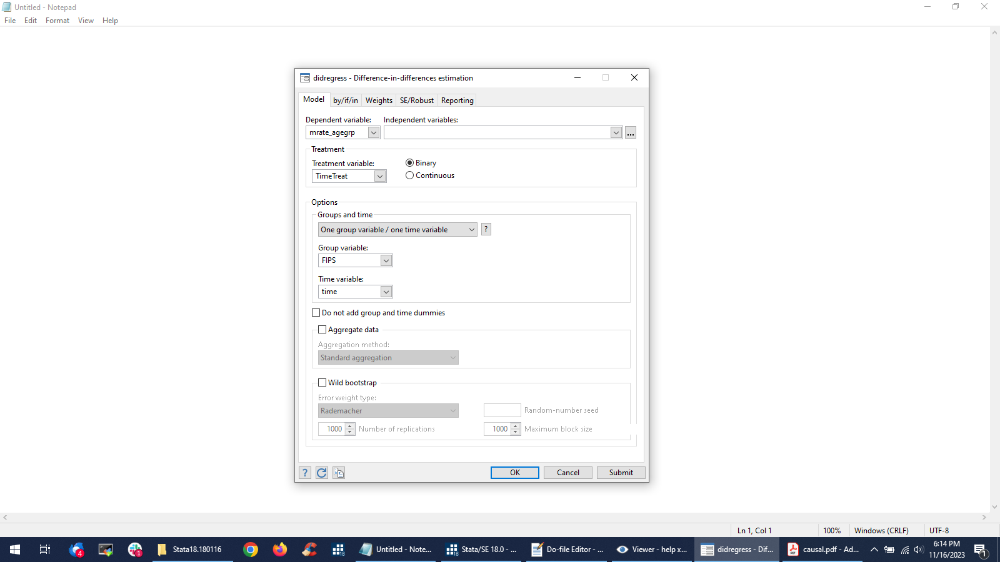 Untitled - Notepad
File Edit Format View Help
didregress - Difference-in-differences estimation
Model by/if/in Weights SE/Robust Reporting
Dependent variable: Independent variables:
mrate_agegrp ...
Treatment
Treatment variable: Binary
TimeTreat Continuous
Options
Groups and time
One group variable / one time variable ?
Group variable:
FIPS
Time variable:
time
Do not add group and time dummies
Aggregate data
Aggregation method:
Standard aggregation
Wild bootstrap
Error weight type:
Rademacher Random-number seed
1000 Number of replications 1000 Maximum block size
? OK Cancel Submit
Ln 1, Col 1 100% Windows (CRLF) UTF-8
4 1 Stata18.180116 18 Untitled - Note... 18 Stata/SE 18.0 - ... Do-file Editor - ... Viewer - help x... didregress - Dif... causal.pdf - Ad... 6:14 PM
11/16/2023 1